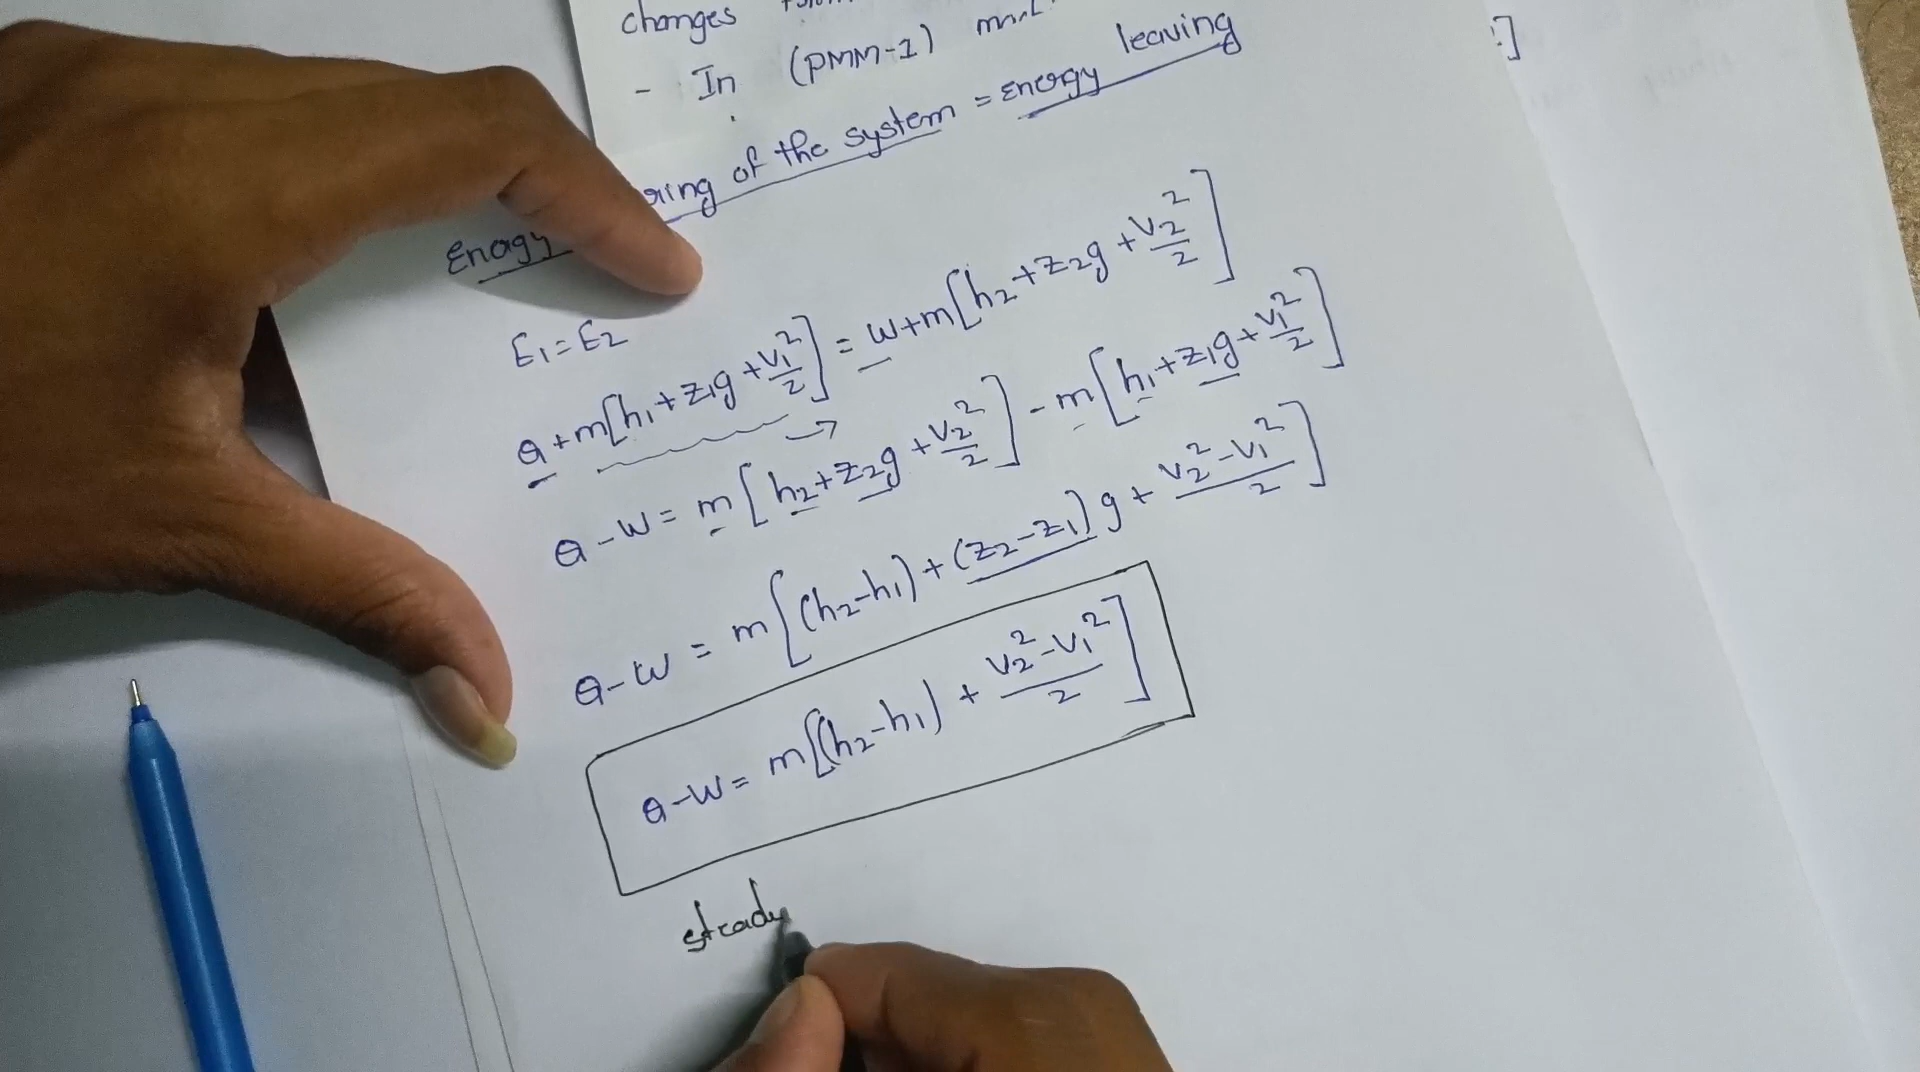 changes
- In (PMM-1)
Energy ring of the system = Energy leaving
E1 = E2
Q + m[h1 + z1g + V1²/2] = W + m[h2 + z2g + V2²/2]
Q - W = m[h2 + z2g + V2²/2] - m[h1 + z1g + V1²/2]
Q - W = m[(h2 - h1) + (z2 - z1)g + V2² - V1²/2]
Q - W = m[(h2 - h1) + V2² - V1²/2]
steady